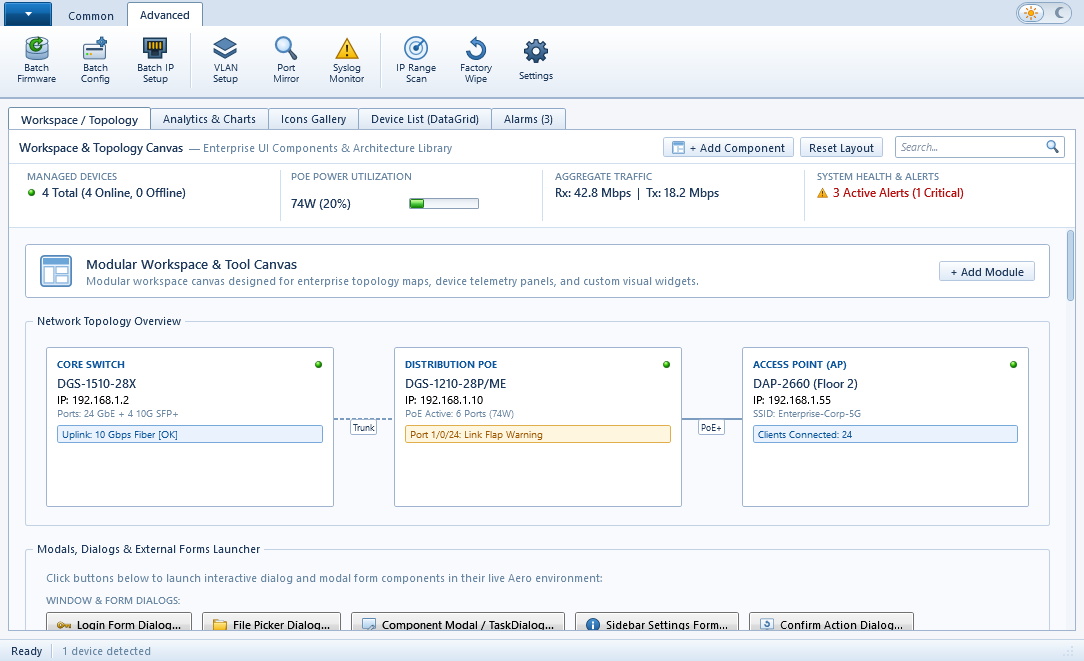 Common
Advanced
Batch Firmware
Batch Config
Batch IP Setup
VLAN Setup
Port Mirror
Syslog Monitor
IP Range Scan
Factory Wipe
Settings
Workspace / Topology
Analytics & Charts
Icons Gallery
Device List (DataGrid)
Alarms (3)
Workspace & Topology Canvas — Enterprise UI Components & Architecture Library
+ Add Component
Reset Layout
Search...
MANAGED DEVICES
4 Total (4 Online, 0 Offline)
POE POWER UTILIZATION
74W (20%)
AGGREGATE TRAFFIC
Rx: 42.8 Mbps | Tx: 18.2 Mbps
SYSTEM HEALTH & ALERTS
3 Active Alerts (1 Critical)
Modular Workspace & Tool Canvas
Modular workspace canvas designed for enterprise topology maps, device telemetry panels, and custom visual widgets.
+ Add Module
Network Topology Overview
CORE SWITCH
DGS-1510-28X
IP: 192.168.1.2
Ports: 24 GbE + 4 10G SFP+
Uplink: 10 Gbps Fiber [OK]
Trunk
DISTRIBUTION POE
DGS-1210-28P/ME
IP: 192.168.1.10
PoE Active: 6 Ports (74W)
Port 1/0/24: Link Flap Warning
PoE+
ACCESS POINT (AP)
DAP-2660 (Floor 2)
IP: 192.168.1.55
SSID: Enterprise-Corp-5G
Clients Connected: 24
Modals, Dialogs & External Forms Launcher
Click buttons below to launch interactive dialog and modal form components in their live Aero environment:
WINDOW & FORM DIALOGS:
Login Form Dialog...
File Picker Dialog...
Component Modal / TaskDialog...
Sidebar Settings Form...
Confirm Action Dialog...
Ready
1 device detected